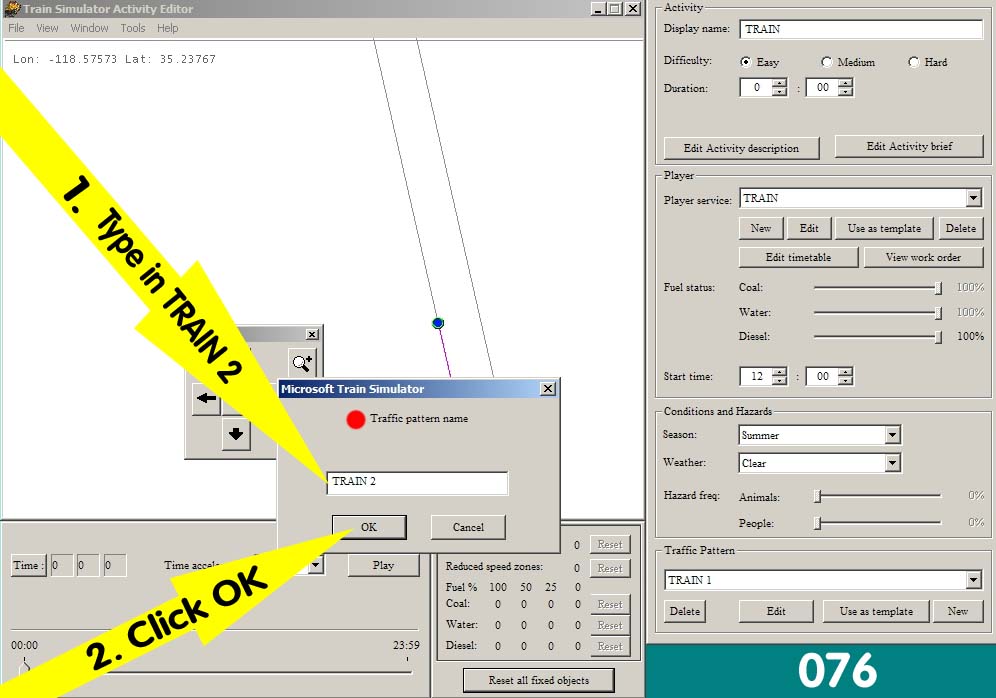 Train Simulator Activity Editor
File View Window Tools Help
Lon: -118.57573 Lat: 35.23767
1. Type in TRAIN 2
Microsoft Train Simulator
Traffic pattern name
TRAIN 2
OK Cancel
2. Click OK
Time : 0 0 0 Time Play
00:00 23:59
0 Reset
Reduced speed zones: 0 Reset
Fuel % 100 50 25 0
Coal: 0 0 0 0 Reset
Water: 0 0 0 0 Reset
Diesel: 0 0 0 0 Reset
Reset all fixed objects
Activity
Display name: TRAIN
Difficulty: Easy Medium Hard
Duration: 0 : 00
Edit Activity description Edit Activity brief
Player
Player service: TRAIN
New Edit Use as template Delete
Edit timetable View work order
Fuel status: Coal: 100%
Water: 100%
Diesel: 100%
Start time: 12 : 00
Conditions and Hazards
Season: Summer
Weather: Clear
Hazard freq: Animals: 0%
People: 0%
Traffic Pattern
TRAIN 1
Delete Edit Use as template New
076